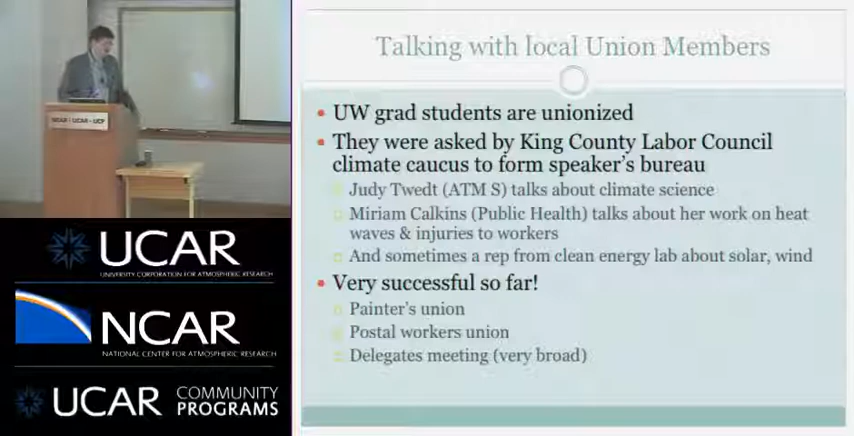 NCAR · UCAR · UCP
UCAR
UNIVERSITY CORPORATION FOR ATMOSPHERIC RESEARCH
NCAR
NATIONAL CENTER FOR ATMOSPHERIC RESEARCH
UCAR COMMUNITY
PROGRAMS
Talking with local Union Members
UW grad students are unionized
They were asked by King County Labor Council
climate caucus to form speaker's bureau
Judy Twedt (ATM S) talks about climate science
Miriam Calkins (Public Health) talks about her work on heat
waves & injuries to workers
And sometimes a rep from clean energy lab about solar, wind
Very successful so far!
Painter's union
Postal workers union
Delegates meeting (very broad)